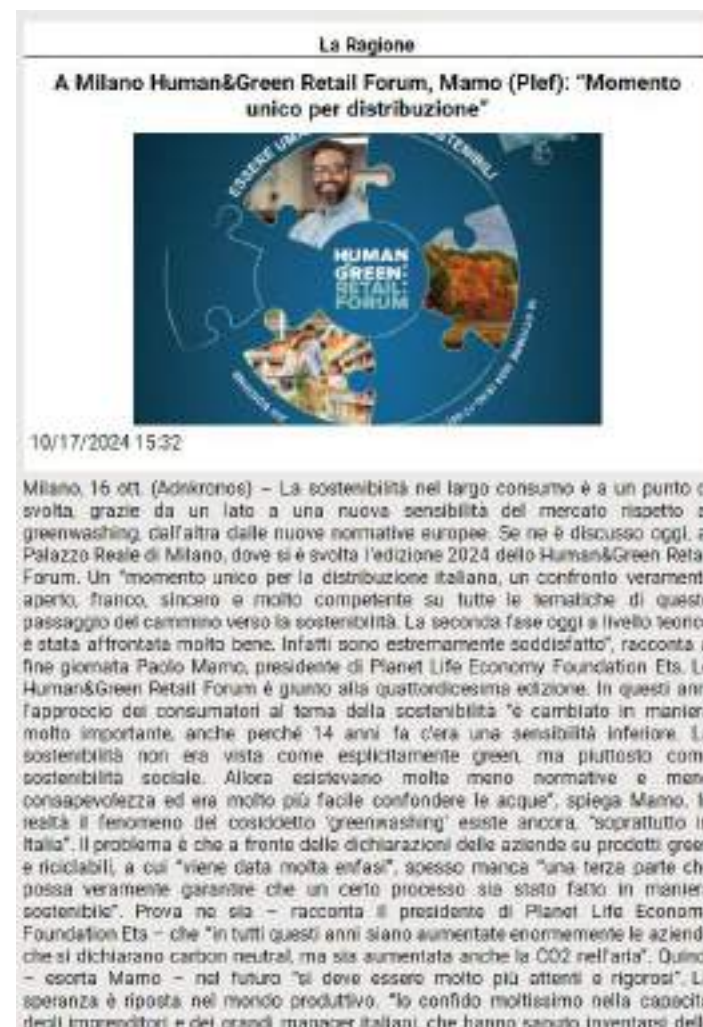 La Ragione
A Milano Human&Green Retail Forum, Mamo (Plef): “Momento
unico per distribuzione”
ESSERE UMA
OSTENIBILI
HUMAN
GREEN:
RETAIL:
FORUM
10/17/2024 15:32
Milano, 16 ott. (Adnkronos) – La sostenibilità nel largo consumo è a un punto d
svolta, grazie da un lato a una nuova sensibilità del mercato rispetto a
greenwashing, dall'altra dalle nuove normative europee. Se ne è discusso oggi, a
Palazzo Reale di Milano, dove si è svolta l'edizione 2024 dello Human&Green Reta
Forum. Un “momento unico per la distribuzione italiana, un confronto verament
aperto, franco, sincero e molto competente su tutte le tematiche di quest
passaggio del cammino verso la sostenibilità. La seconda fase oggi a livello teorico
è stata affrontata molto bene. Infatti sono estremamente soddisfatto”, racconta a
fine giornata Paolo Mamo, presidente di Planet Life Economy Foundation Ets. Lo
Human&Green Retail Forum è giunto alla quattordicesima edizione. In questi ann
l'approccio dei consumatori al tema della sostenibilità “è cambiato in manier
molto importante, anche perché 14 anni fa c'era una sensibilità inferiore. L
sostenibilità non era vista come esplicitamente green, ma piuttosto com
sostenibilità sociale. Allora esistevano molte meno normative e men
consapevolezza ed era molto più facile confondere le acque”, spiega Mamo. I
realtà il fenomeno del cosiddetto ‘greenwashing’ esiste ancora, “soprattutto i
Italia”. Il problema è che a fronte delle dichiarazioni delle aziende su prodotti gree
e riciclabili, a cui “viene data molta enfasi”, spesso manca “una terza parte ch
possa veramente garantire che un certo processo sia stato fatto in manier
sostenibile”. Prova ne sia – racconta il presidente di Planet Life Econom
Foundation Ets – che “in tutti questi anni siano aumentate enormemente le aziend
che si dichiarano carbon neutral, ma sia aumentata anche la CO2 nell'aria”. Quind
– esorta Mamo – nel futuro “si deve essere molto più attenti e rigorosi”. L
speranza è riposta nel mondo produttivo. “Io confido moltissimo nella capacità
degli imprenditori e dei grandi manager italiani, che hanno saputo inventarsi dell